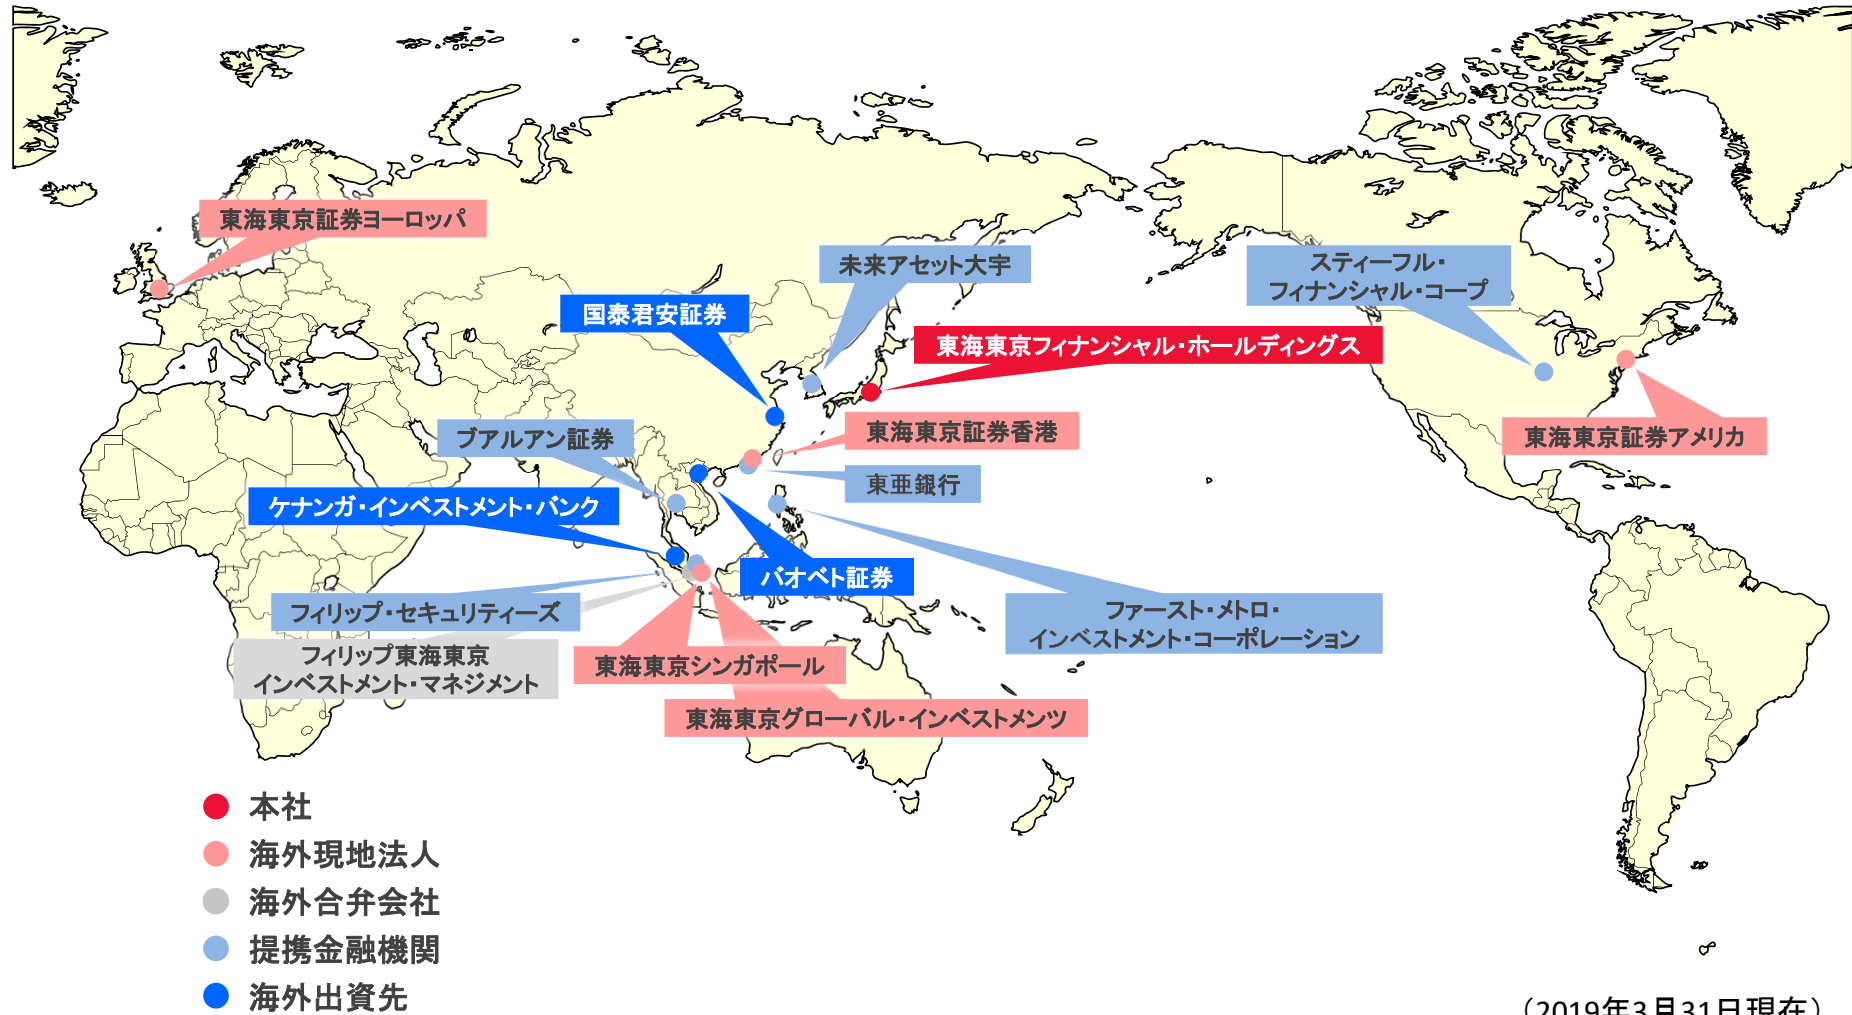 東海東京証券ヨーロッパ
未来アセット大宇
スティーフル・
フィナンシャル・コープ
国泰君安証券
東海東京フィナンシャル・ホールディングス
ブアルアン証券
東海東京証券香港
東海東京証券アメリカ
東亜銀行
ケナンガ・インベストメント・バンク
バオベト証券
フィリップ・セキュリティーズ
ファースト・メトロ・
インベストメント・コーポレーション
フィリップ東海東京
インベストメント・マネジメント
東海東京シンガポール
東海東京グローバル・インベストメンツ
本社
海外現地法人
海外合弁会社
提携金融機関
海外出資先
（2019年3月31日現在）